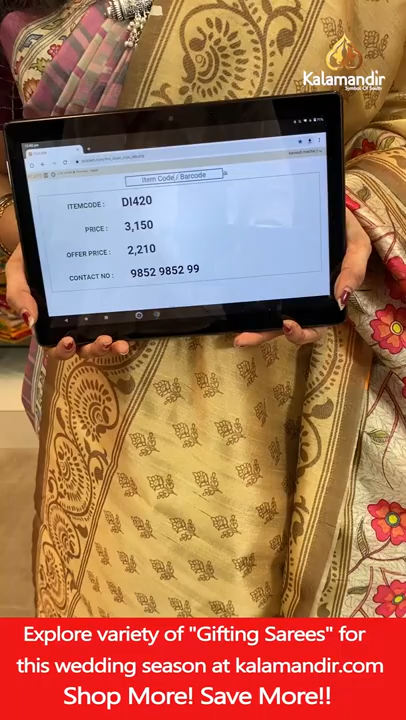 Kalamandir
Symbol Of South
Item Code / Barcode
ITEMCODE : DI420
PRICE : 3,150
OFFER PRICE : 2,210
CONTACT NO : 9852 9852 99
Explore variety of "Gifting Sarees" for
this wedding season at kalamandir.com
Shop More! Save More!!